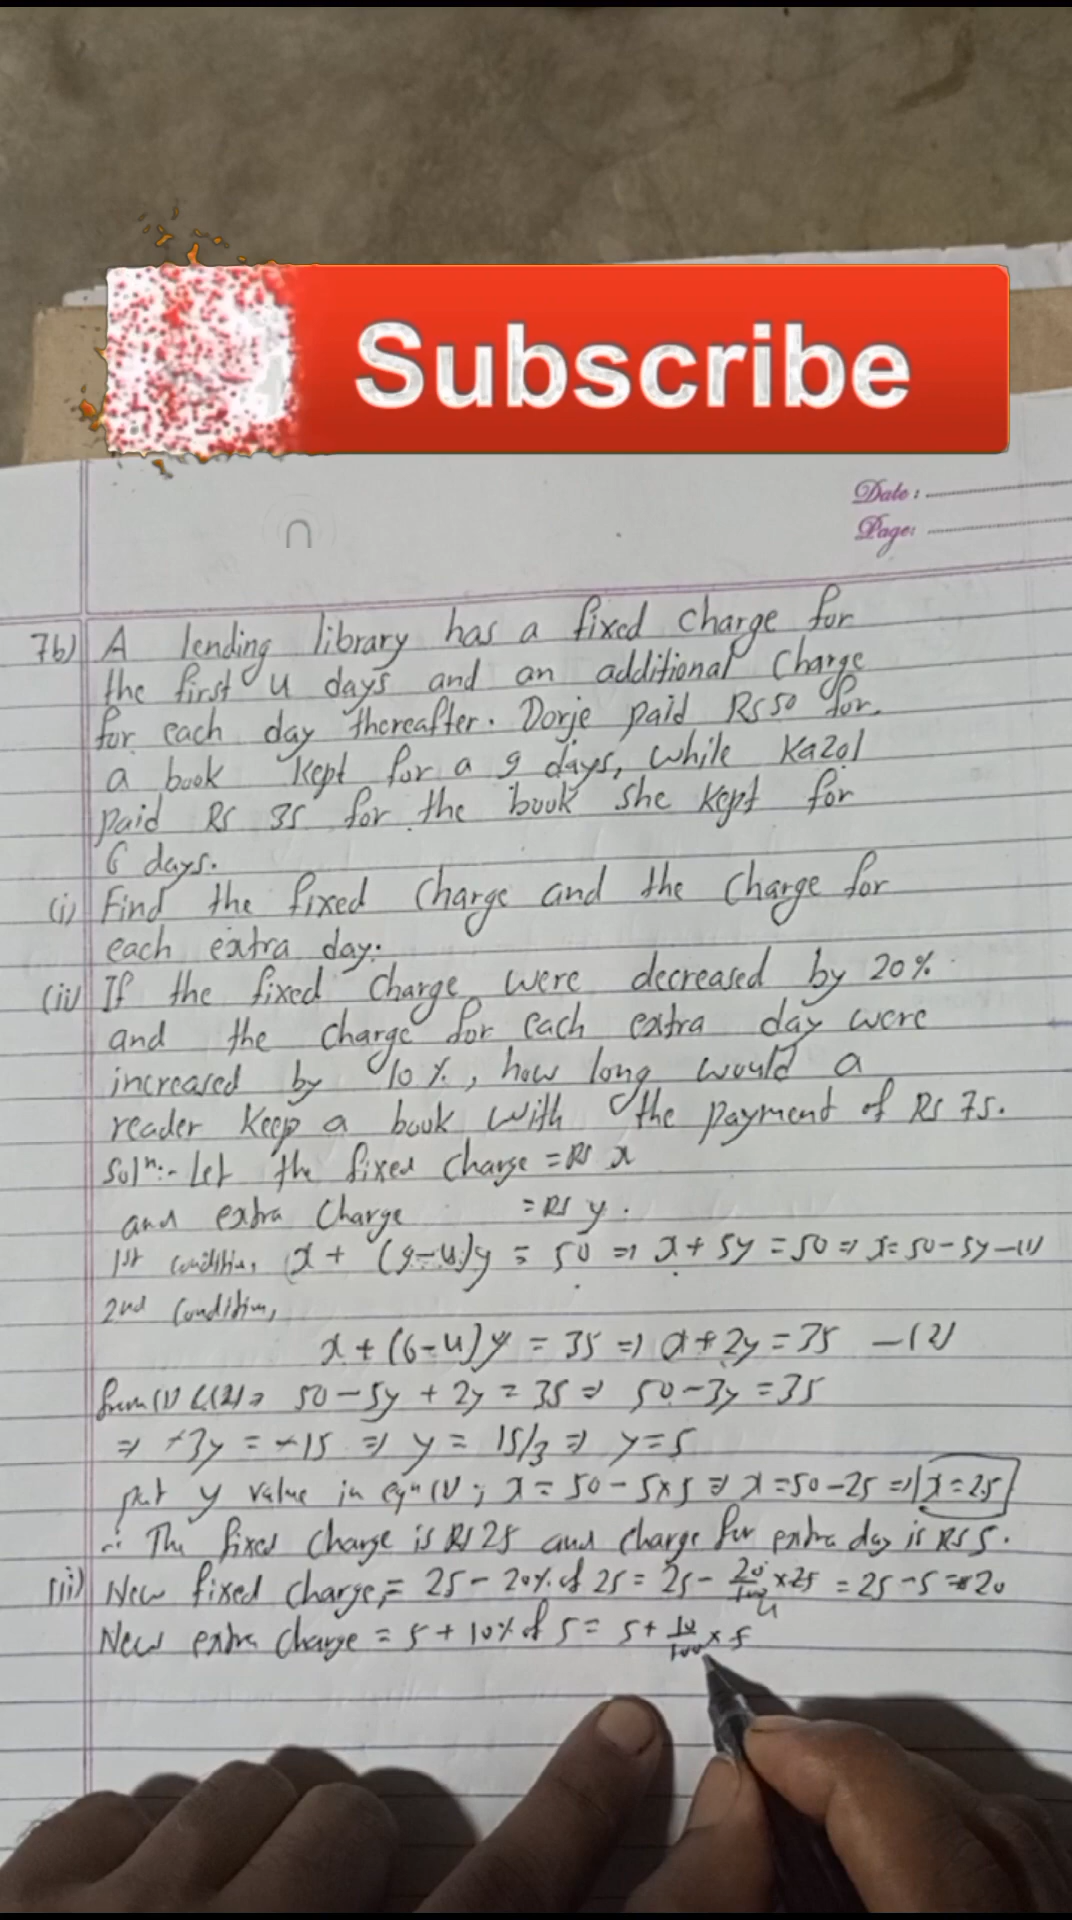 Subscribe
Date:
Page:
7b) A lending library has a fixed charge for
the first 4 days and an additional charge
for each day thereafter. Dorje paid Rs 50 for
a book kept for a 9 days, while Kazol
paid Rs 35 for the book she kept for
6 days.
(i) Find the fixed charge and the charge for
each extra day.
(ii) If the fixed charge were decreased by 20%
and the charge for each extra day were
increased by 10%, how long would a
reader keep a book with the payment of Rs 75.
Solⁿ:- Let the fixed charge = Rs x
and extra charge = Rs y.
1st condition, x + (9-4)y = 50 ⇒ x + 5y = 50 ⇒ x = 50 - 5y —(1)
2nd condition,
x + (6-4)y = 35 ⇒ x + 2y = 35 —(2)
from (1) & (2) ⇒ 50 - 5y + 2y = 35 ⇒ 50 - 3y = 35
⇒ -3y = -15 ⇒ y = 15/3 ⇒ y = 5
put y value in eqn (1); x = 50 - 5×5 ⇒ x = 50 - 25 ⇒ x = 25
∴ The fixed charge is Rs 25 and charge for extra day is Rs 5.
(ii) New fixed charge = 25 - 20% of 25 = 25 - 20/100 × 25 = 25 - 5 = 20
New extra charge = 5 + 10% of 5 = 5 + 10/100 × 5